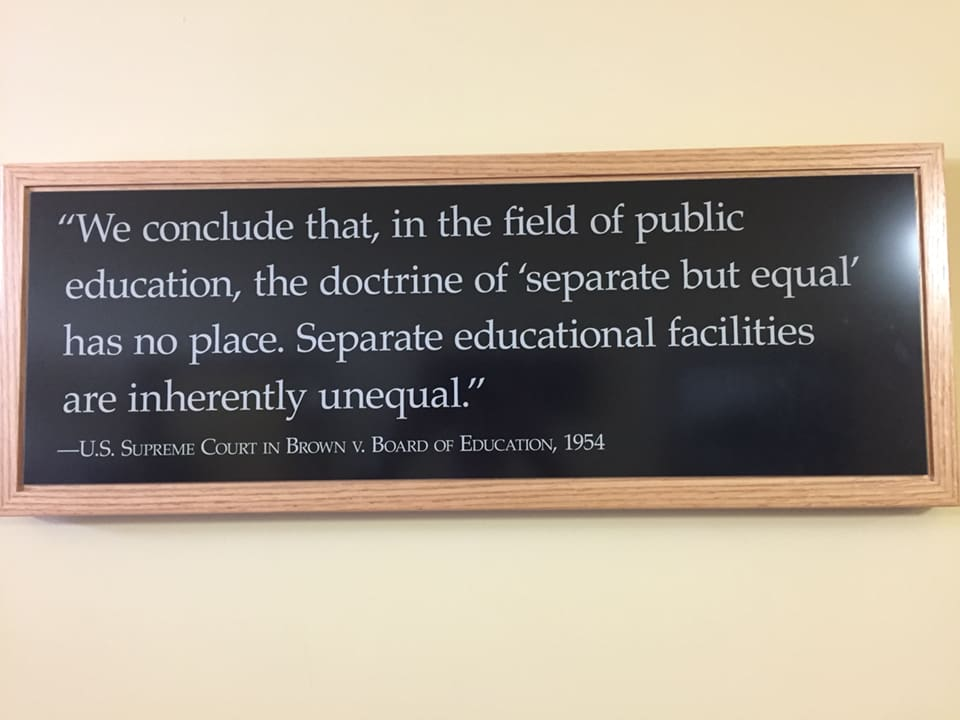 “We conclude that, in the field of public
education, the doctrine of ‘separate but equal’
has no place. Separate educational facilities
are inherently unequal.”
—U.S. Supreme Court in Brown v. Board of Education, 1954